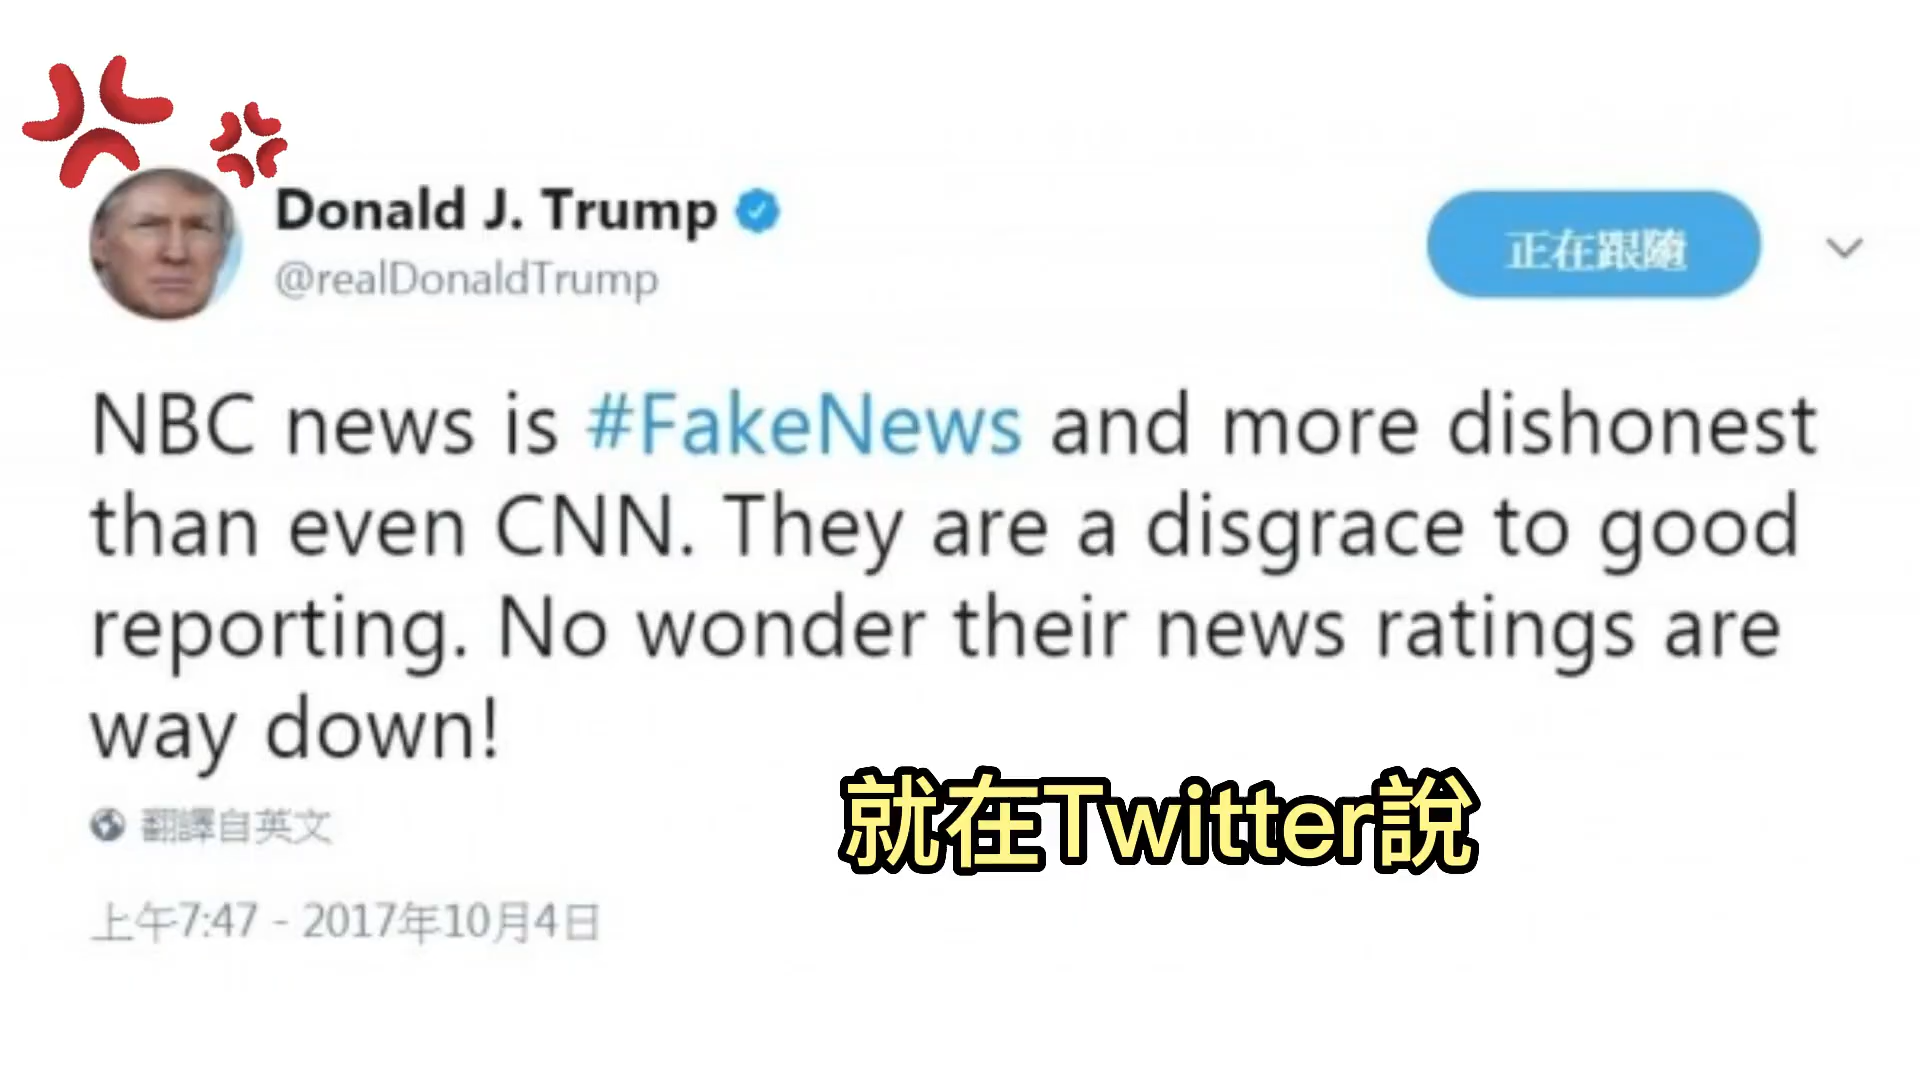 Donald J. Trump
@realDonaldTrump
正在跟隨
NBC news is #FakeNews and more dishonest
than even CNN. They are a disgrace to good
reporting. No wonder their news ratings are
way down!
就在Twitter說
翻譯自英文
上午7:47 - 2017年10月4日